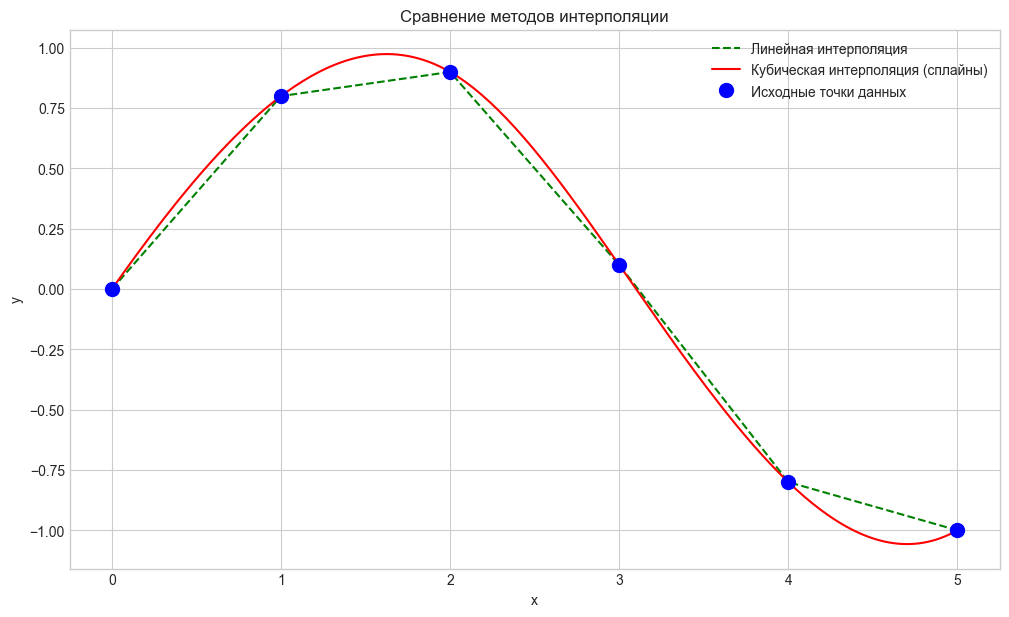 Сравнение методов интерполяции
Линейная интерполяция
Кубическая интерполяция (сплайны)
Исходные точки данных
y
1.00
0.75
0.50
0.25
0.00
−0.25
−0.50
−0.75
−1.00
0 1 2 3 4 5
x